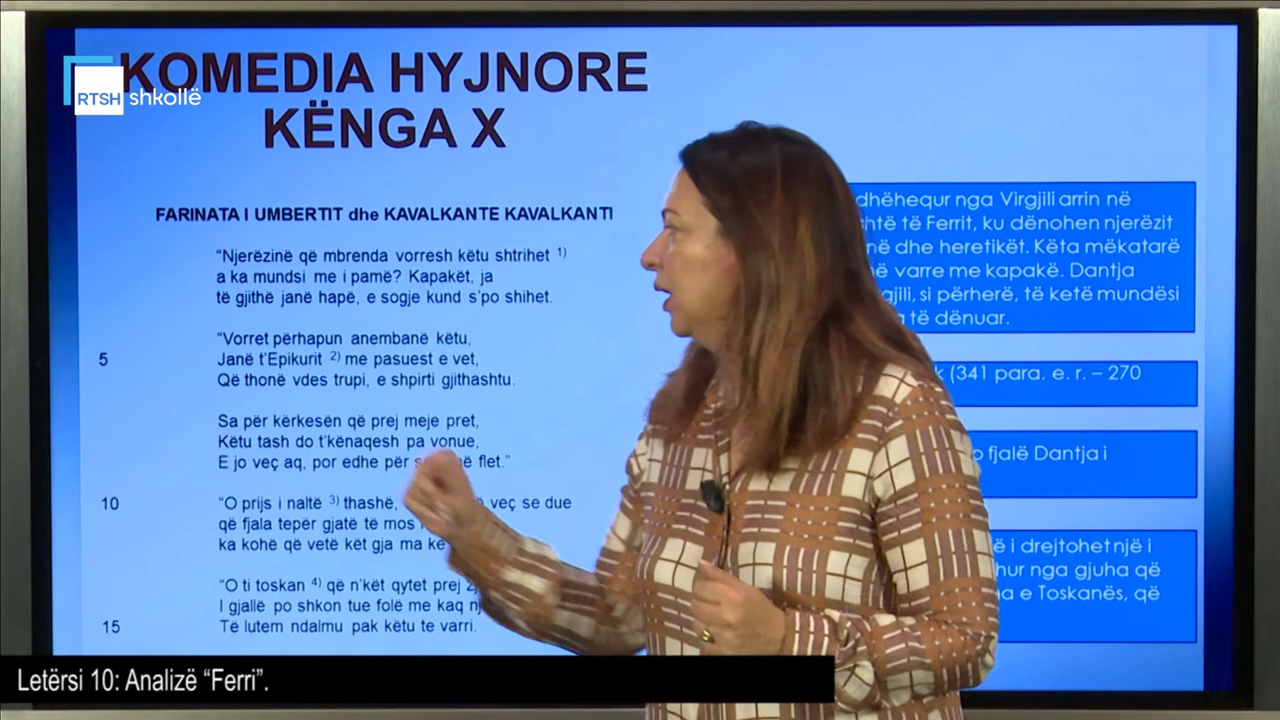 KOMEDIA HYJNORE
RTSH shkollë
KËNGA X
FARINATA I UMBERTIT dhe KAVALKANTE KAVALKANTI
“Njerëzinë që mbrenda vorresh këtu shtrihet 1)
a ka mundsi me i pamë? Kapakët, ja
të gjithë janë hapë, e sogje kund s’po shihet.
“Vorret përhapun anembanë këtu,
5 Janë t’Epikurit 2) me pasuest e vet,
Që thonë vdes trupi, e shpirti gjithashtu.
Sa për kërkesën që prej meje pret,
Këtu tash do t’kënaqesh pa vonue,
E jo veç aq, por edhe për flet.”
10 “O prijs i naltë 3) thashë, veç se due
që fjala tepër gjatë të mos
ka kohë që vetë kët gja ma
“O ti toskan 4) që n’kët qytet prej
I gjallë po shkon tue folë me kaq
15 Të lutem ndalmu pak këtu te varri.
dhëhequr nga Virgjili arrin në
të Ferrit, ku dënohen njerëzit
dhe heretikët. Këta mëkatarë
varre me kapakë. Dantja
si përherë, të ketë mundësi
të dënuar.
(341 para. e. r. – 270
fjalë Dantja i
i drejtohet një i
nga gjuha që
e Toskanës, që
Letërsi 10: Analizë “Ferri”.